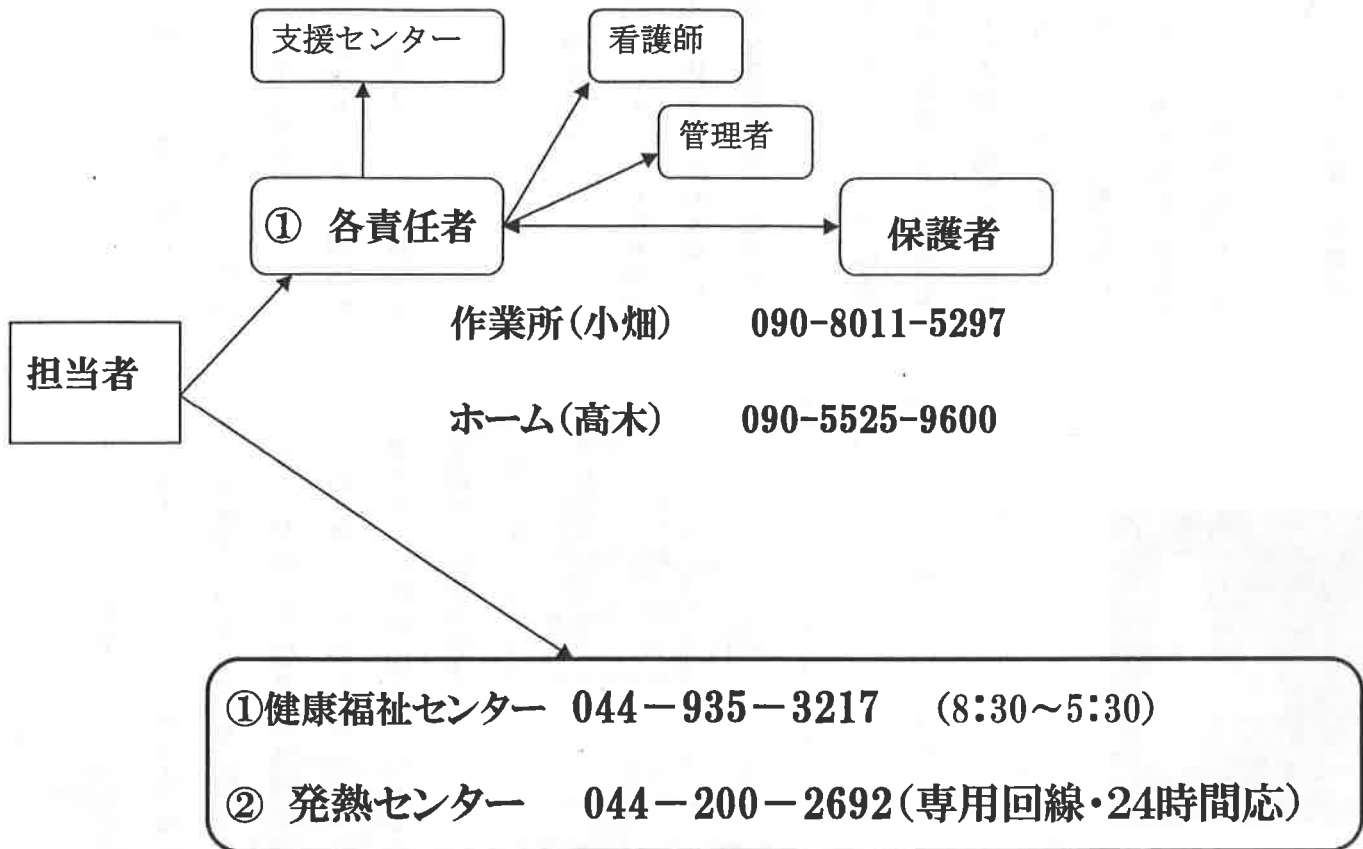 支援センター
看護師
管理者
① 各責任者
保護者
作業所(小畑) 090-8011-5297
担当者
ホーム(高木) 090-5525-9600
①健康福祉センター 044-935-3217 (8:30~5:30)
② 発熱センター 044-200-2692(専用回線・24時間応)